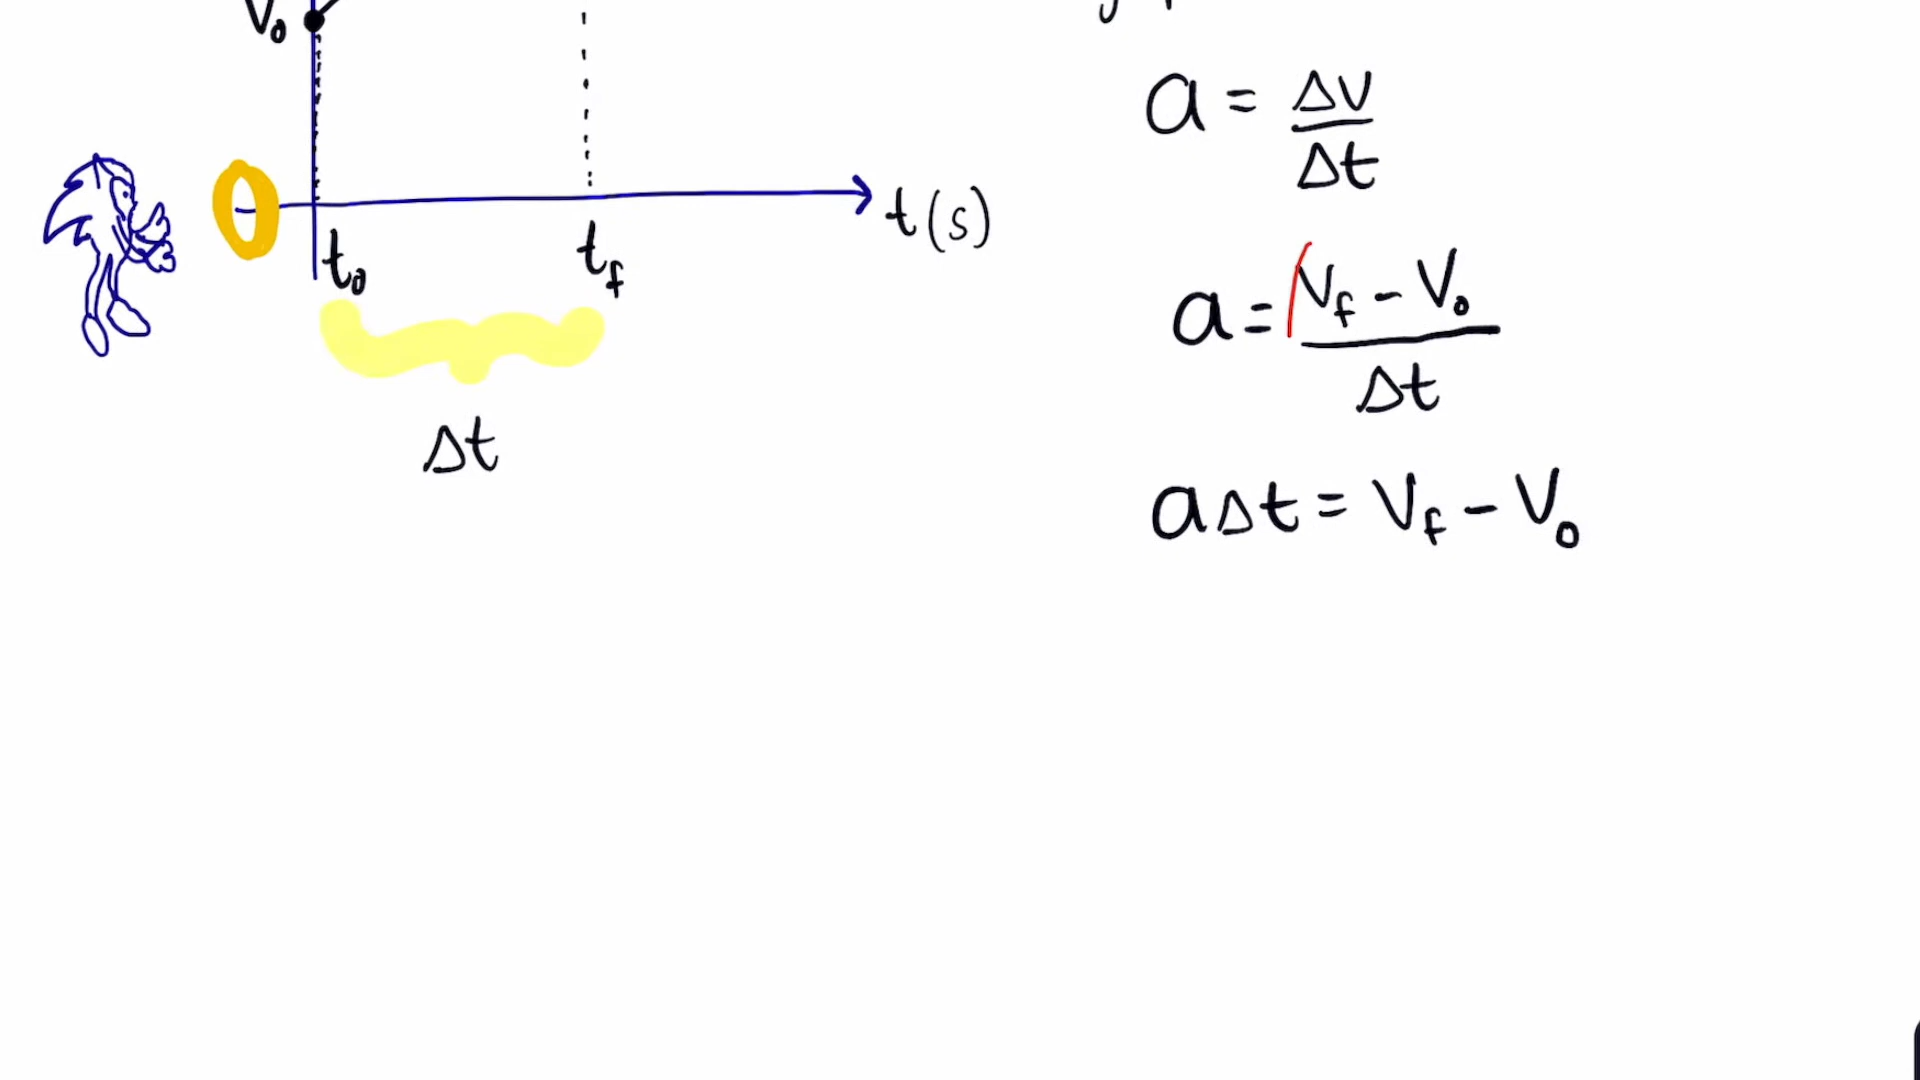 V₀
t(s)
t₀
t_f
Δt
a = Δv/Δt
a = (V_f - V₀)/Δt
aΔt = V_f - V₀